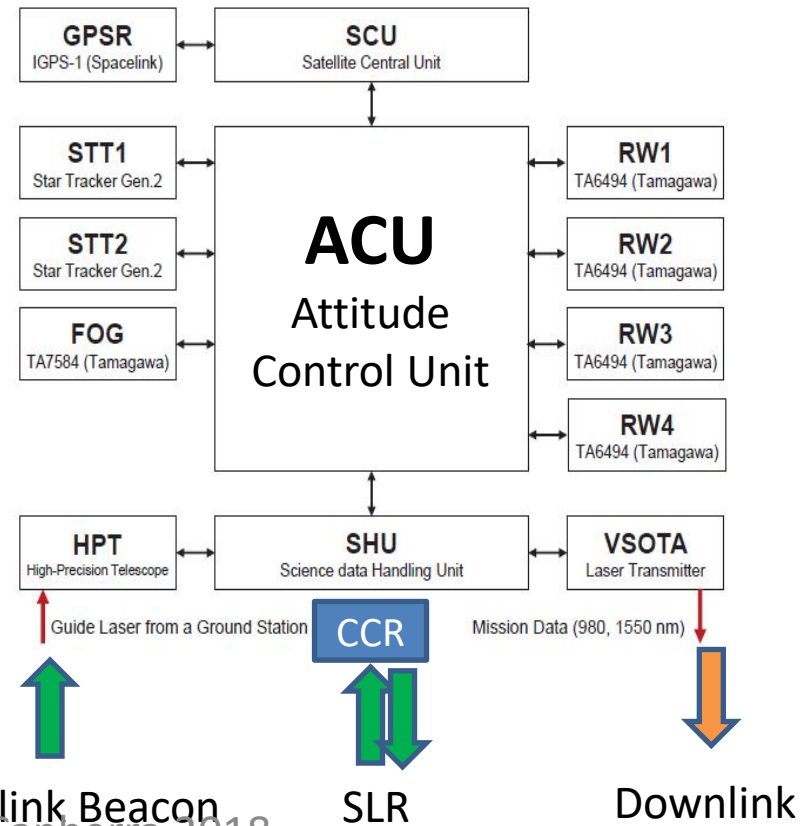 GPSR
IGPS-1 (Spacelink)
SCU
Satellite Central Unit
STT1
Star Tracker Gen.2
STT2
Star Tracker Gen.2
FOG
TA7584 (Tamagawa)
ACU
Attitude
Control Unit
RW1
TA6494 (Tamagawa)
RW2
TA6494 (Tamagawa)
RW3
TA6494 (Tamagawa)
RW4
TA6494 (Tamagawa)
HPT
High-Precision Telescope
SHU
Science data Handling Unit
VSOTA
Laser Transmitter
Guide Laser from a Ground Station
CCR
Mission Data (980, 1550 nm)
link Beacon
SLR
Downlink
2018